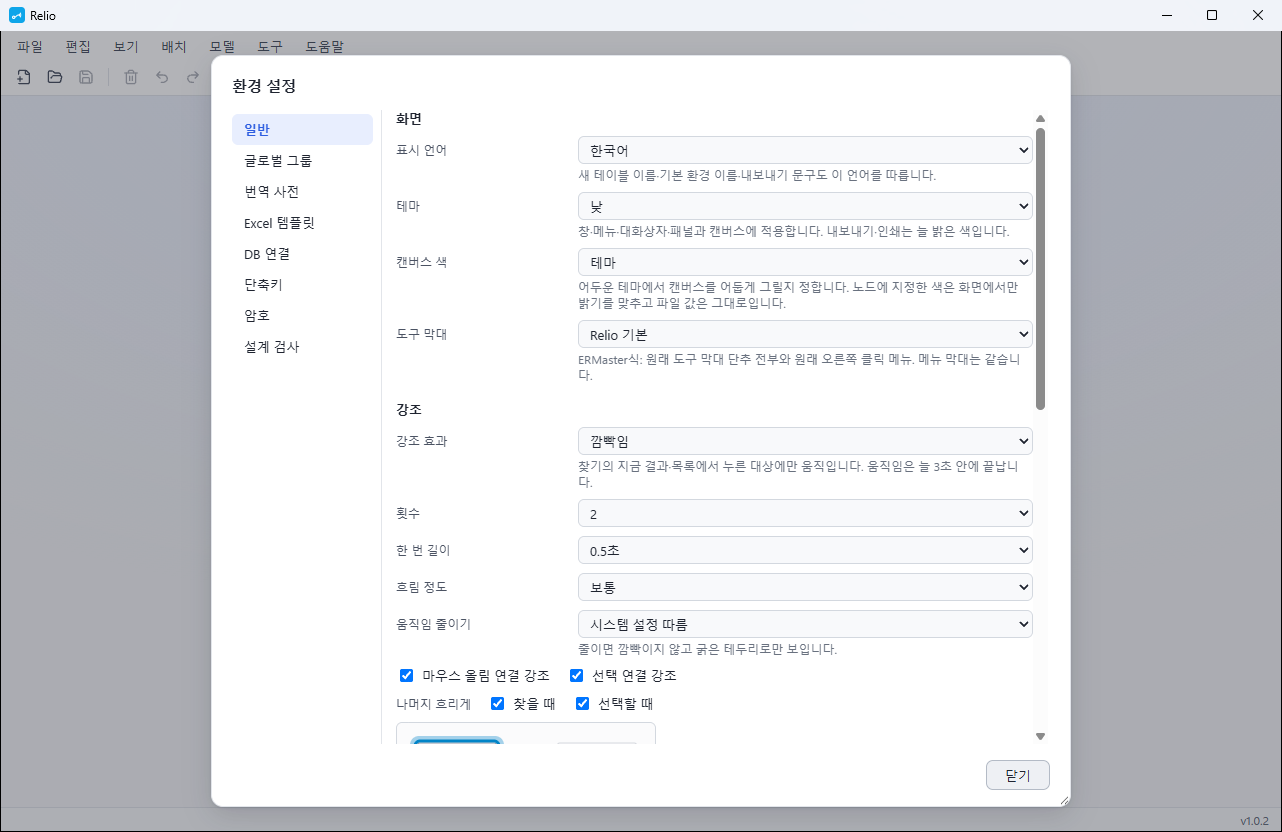 Relio
파일 편집 보기 배치 모델 도구 도움말
환경 설정
일반
글로벌 그룹
번역 사전
Excel 템플릿
DB 연결
단축키
암호
설계 검사
화면
표시 언어 한국어
새 테이블 이름·기본 환경 이름·내보내기 문구도 이 언어를 따릅니다.
테마 낮
창·메뉴·대화상자·패널과 캔버스에 적용합니다. 내보내기·인쇄는 늘 밝은 색입니다.
캔버스 색 테마
어두운 테마에서 캔버스를 어둡게 그릴지 정합니다. 노드에 지정한 색은 화면에서만
밝기를 맞추고 파일 값은 그대로입니다.
도구 막대 Relio 기본
ERMaster식: 원래 도구 막대 단추 전부와 원래 오른쪽 클릭 메뉴. 메뉴 막대는 같습니
다.
강조
강조 효과 깜빡임
찾기의 지금 결과·목록에서 누른 대상에만 움직입니다. 움직임은 늘 3초 안에 끝납니
다.
횟수 2
한 번 길이 0.5초
흐림 정도 보통
움직임 줄이기 시스템 설정 따름
줄이면 깜빡이지 않고 굵은 테두리로만 보입니다.
마우스 올림 연결 강조 선택 연결 강조
나머지 흐리게 찾을 때 선택할 때
닫기
v1.0.2